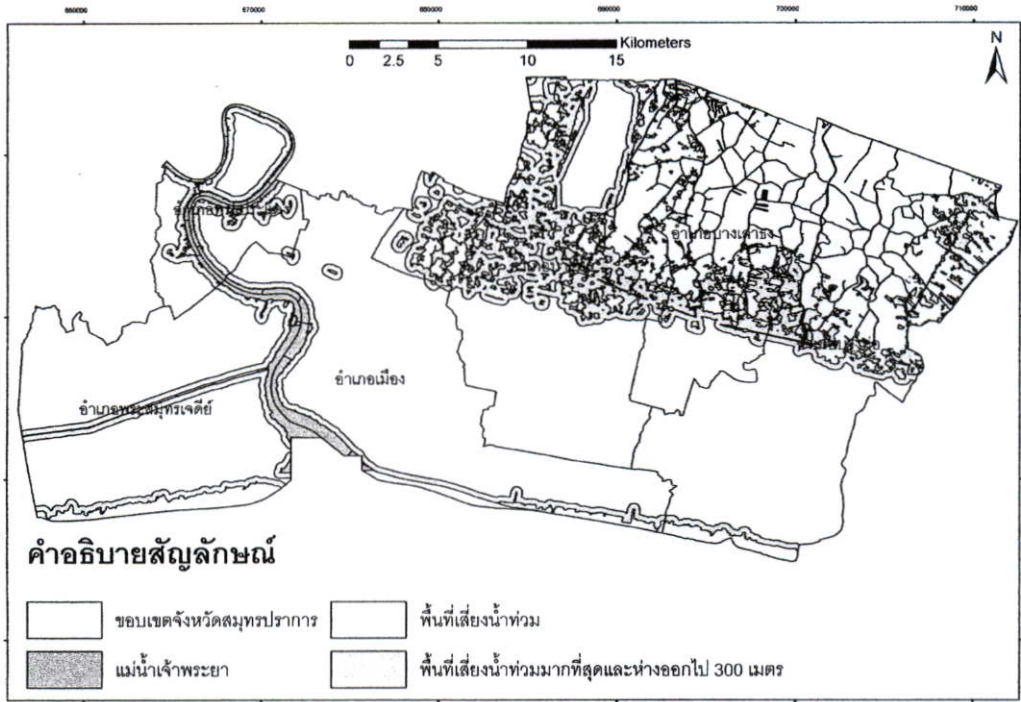 660000 670000 680000 690000 700000 710000
Kilometers
0 2.5 5 10 15
N
อำเภอบางเสาธง
อำเภอเมือง
อำเภอพระสมุทรเจดีย์
คำอธิบายสัญลักษณ์
ขอบเขตจังหวัดสมุทรปราการ
พื้นที่เสี่ยงน้ำท่วม
แม่น้ำเจ้าพระยา
พื้นที่เสี่ยงน้ำท่วมมากที่สุดและห่างออกไป 300 เมตร